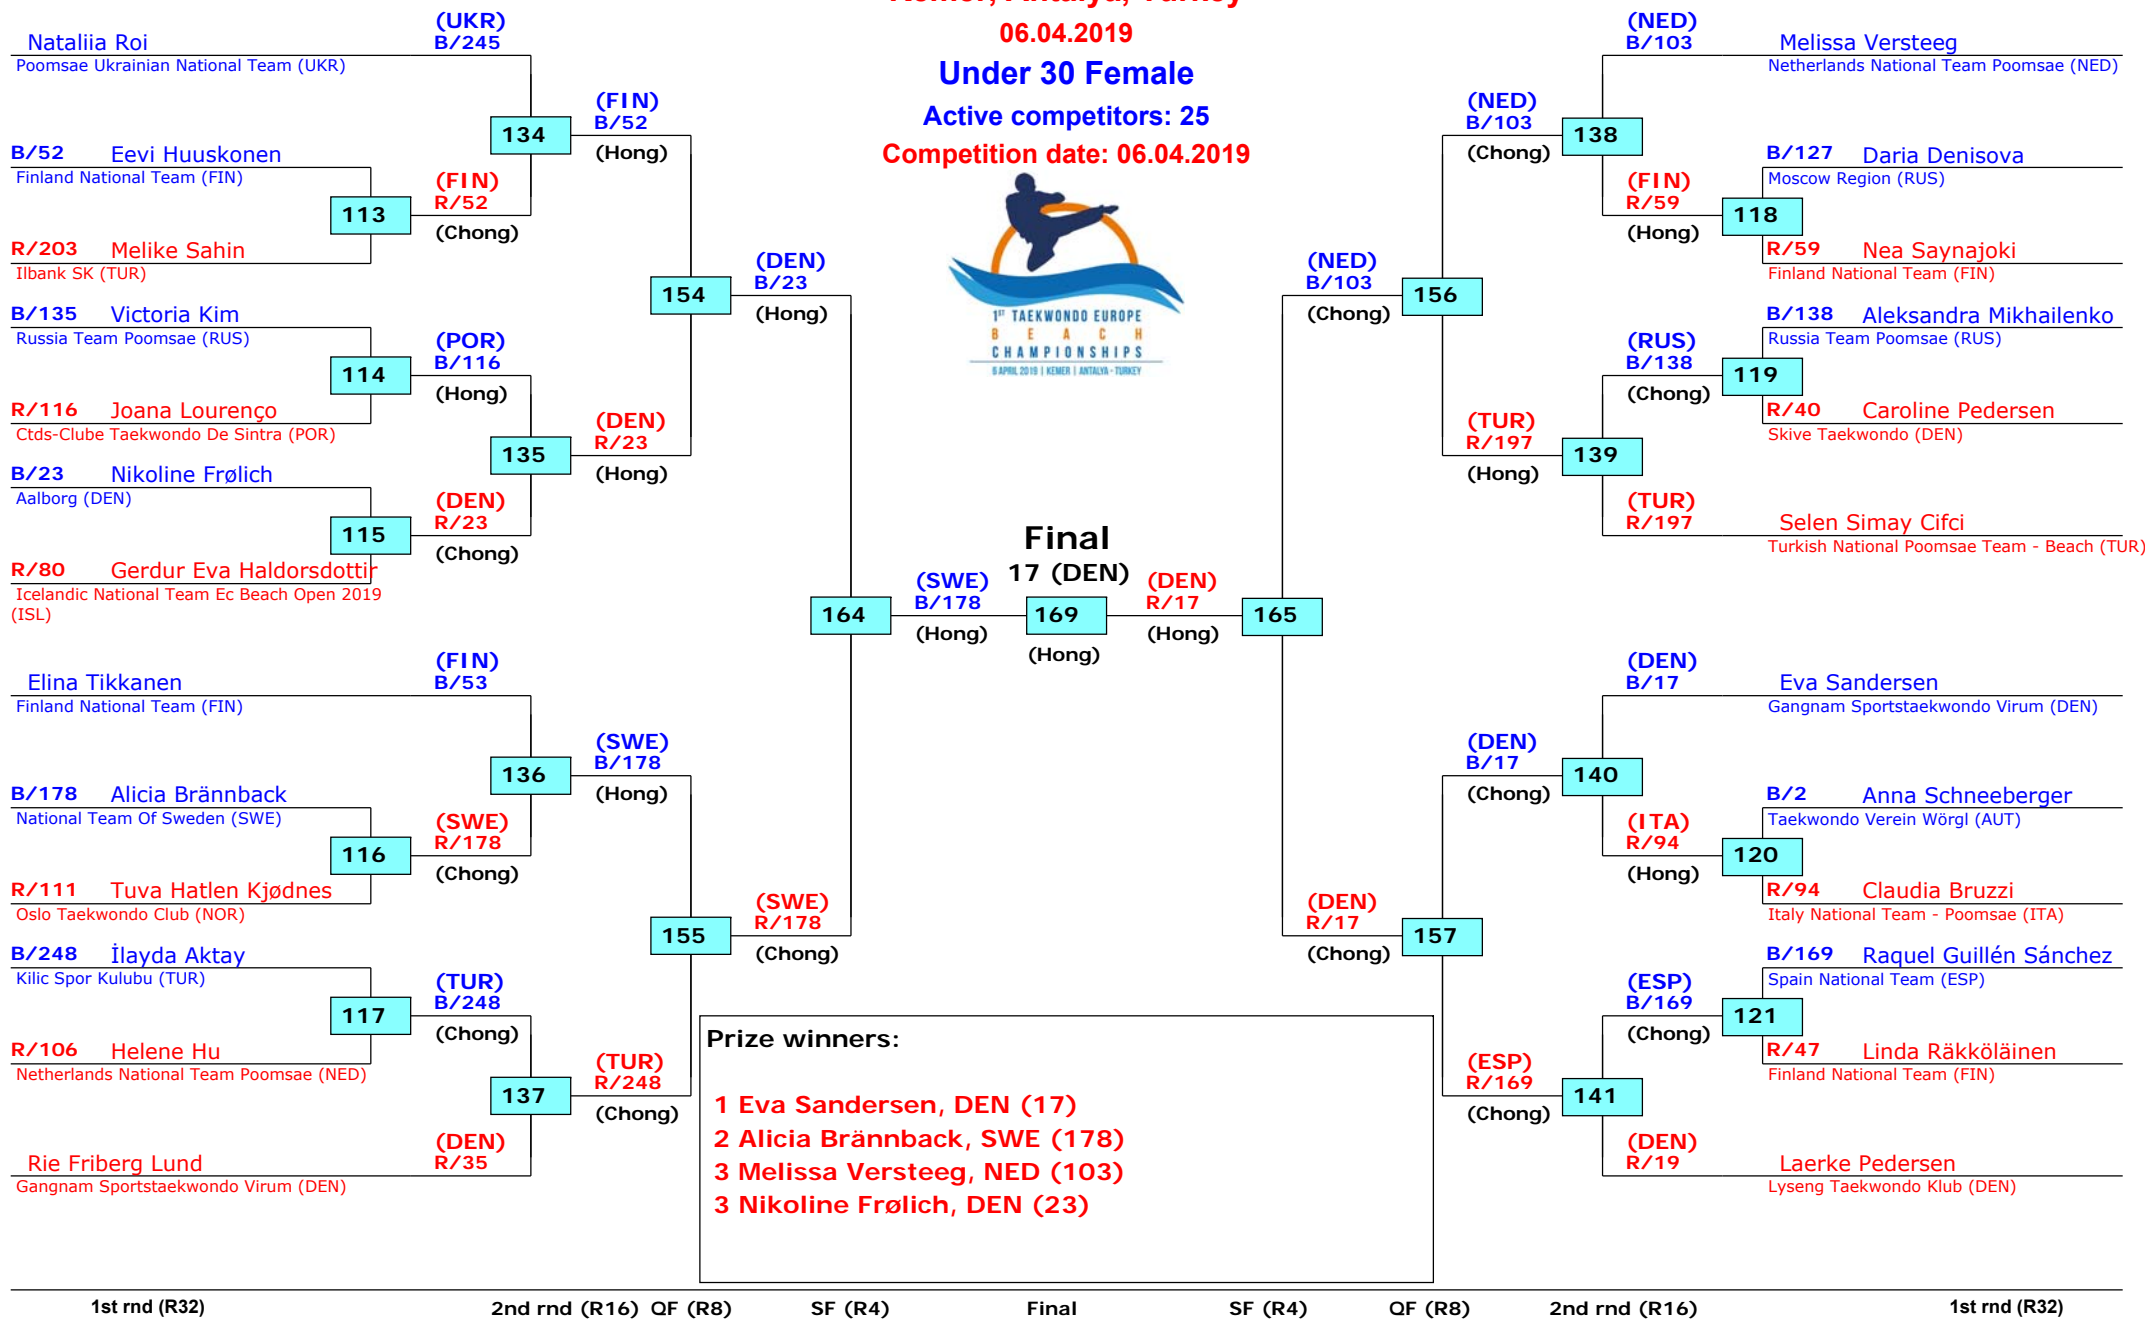 Kemer, Antalya, Turkey
06.04.2019
Under 30 Female
Active competitors: 25
Competition date: 06.04.2019
1ST TAEKWONDO EUROPE
BEACH
CHAMPIONSHIPS
6 APRIL 2019 | KEMER | ANTALYA - TURKEY
Nataliia Roi
(UKR)
B/245
Poomsae Ukrainian National Team (UKR)
B/52 Eevi Huuskonen
Finland National Team (FIN)
113
R/203 Melike Sahin
Ilbank SK (TUR)
(FIN)
R/52
(Chong)
134
(FIN)
B/52
(Hong)
B/135 Victoria Kim
Russia Team Poomsae (RUS)
114
R/116 Joana Lourenço
Ctds-Clube Taekwondo De Sintra (POR)
(POR)
B/116
(Hong)
B/23 Nikoline Frølich
Aalborg (DEN)
115
R/80 Gerdur Eva Haldorsdottir
Icelandic National Team Ec Beach Open 2019
(ISL)
(DEN)
R/23
(Chong)
135
(DEN)
R/23
(Hong)
154
(DEN)
B/23
(Hong)
Elina Tikkanen
(FIN)
B/53
Finland National Team (FIN)
B/178 Alicia Brännback
National Team Of Sweden (SWE)
116
R/111 Tuva Hatlen Kjødnes
Oslo Taekwondo Club (NOR)
(SWE)
R/178
(Chong)
136
(SWE)
B/178
(Hong)
B/248 İlayda Aktay
Kilic Spor Kulubu (TUR)
117
R/106 Helene Hu
Netherlands National Team Poomsae (NED)
(TUR)
B/248
(Chong)
137
Rie Friberg Lund
(DEN)
R/35
Gangnam Sportstaekwondo Virum (DEN)
(TUR)
R/248
(Chong)
155
(SWE)
R/178
(Chong)
164
(SWE)
B/178
(Hong)
Final
17 (DEN)
169
(Hong)
(DEN)
R/17
(Hong)
165
(NED)
B/103
(Chong)
156
(NED)
B/103
(Chong)
138
(NED)
B/103
Melissa Versteeg
Netherlands National Team Poomsae (NED)
(FIN)
R/59
(Hong)
118
B/127 Daria Denisova
Moscow Region (RUS)
R/59 Nea Saynajoki
Finland National Team (FIN)
(TUR)
R/197
(Hong)
139
(RUS)
B/138
(Chong)
119
B/138 Aleksandra Mikhailenko
Russia Team Poomsae (RUS)
R/40 Caroline Pedersen
Skive Taekwondo (DEN)
(TUR)
R/197
Selen Simay Cifci
Turkish National Poomsae Team - Beach (TUR)
(DEN)
R/17
(Chong)
157
(DEN)
B/17
(Chong)
140
(DEN)
B/17
Eva Sandersen
Gangnam Sportstaekwondo Virum (DEN)
(ITA)
R/94
(Hong)
120
B/2 Anna Schneeberger
Taekwondo Verein Wörgl (AUT)
R/94 Claudia Bruzzi
Italy National Team - Poomsae (ITA)
(ESP)
R/169
(Chong)
141
(ESP)
B/169
(Chong)
121
B/169 Raquel Guillén Sánchez
Spain National Team (ESP)
R/47 Linda Räkköläinen
Finland National Team (FIN)
(DEN)
R/19
Laerke Pedersen
Lyseng Taekwondo Klub (DEN)
Prize winners:
1 Eva Sandersen, DEN (17)
2 Alicia Brännback, SWE (178)
3 Melissa Versteeg, NED (103)
3 Nikoline Frølich, DEN (23)
1st rnd (R32) 2nd rnd (R16) QF (R8) SF (R4) Final SF (R4) QF (R8) 2nd rnd (R16) 1st rnd (R32)